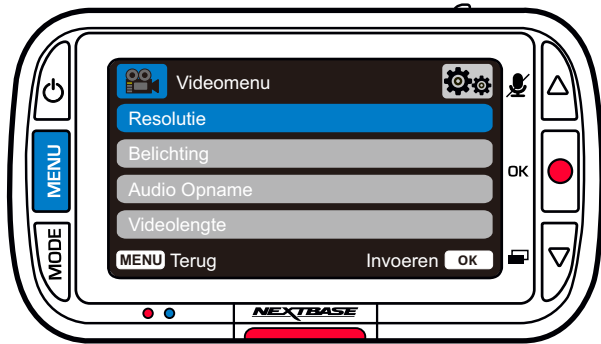 Videomenu
Resolutie
MENU
Belichting
OK
Audio Opname
Videolengte
MODE
MENU Terug Invoeren OK
NEXTBASE